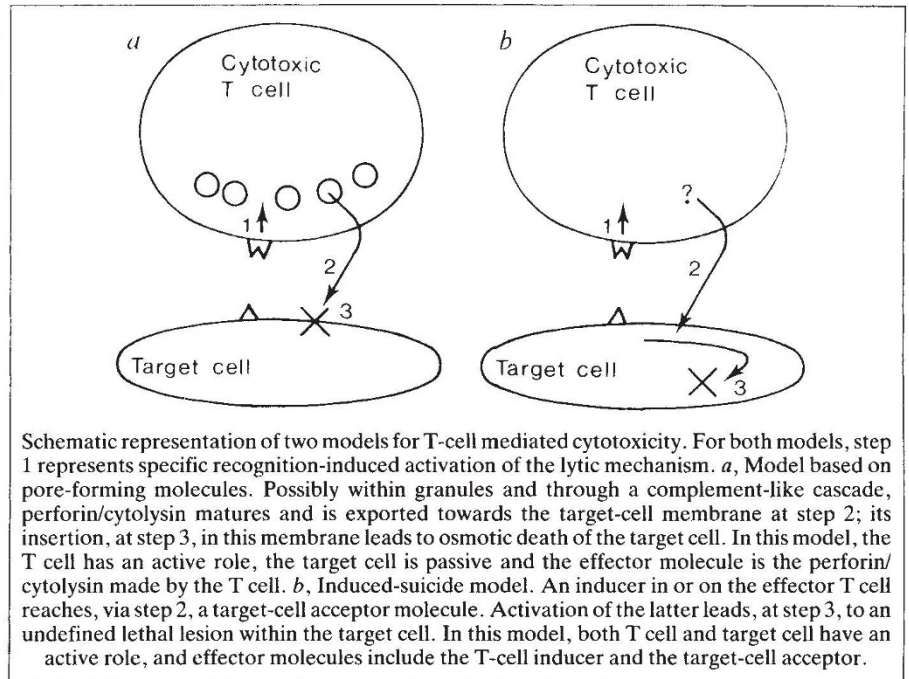 a
b
Cytotoxic
T cell
Cytotoxic
T cell
1
2
3
Target cell
?
1
2
Target cell
3
Schematic representation of two models for T-cell mediated cytotoxicity. For both models, step
1 represents specific recognition-induced activation of the lytic mechanism. a, Model based on
pore-forming molecules. Possibly within granules and through a complement-like cascade,
perforin/cytolysin matures and is exported towards the target-cell membrane at step 2; its
insertion, at step 3, in this membrane leads to osmotic death of the target cell. In this model, the
T cell has an active role, the target cell is passive and the effector molecule is the perforin/
cytolysin made by the T cell. b, Induced-suicide model. An inducer in or on the effector T cell
reaches, via step 2, a target-cell acceptor molecule. Activation of the latter leads, at step 3, to an
undefined lethal lesion within the target cell. In this model, both T cell and target cell have an
active role, and effector molecules include the T-cell inducer and the target-cell acceptor.